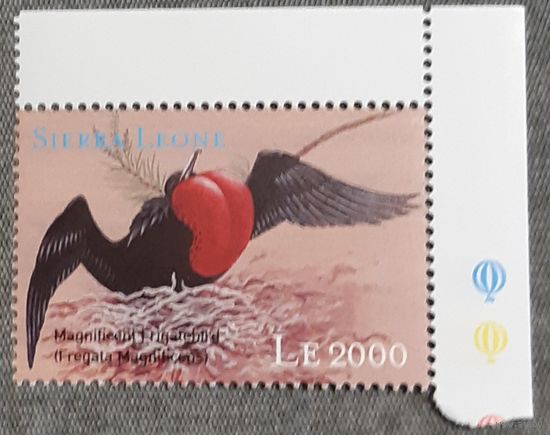 Sierra Leone
Magnificent Frigatebird
(Fregata Magnificens)
Le 2000